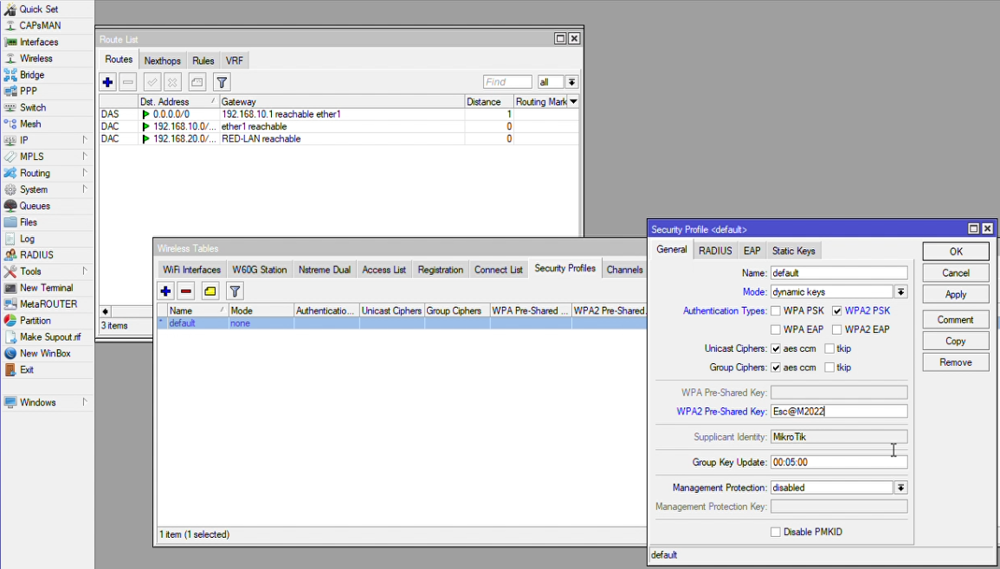 Quick Set
CAPsMAN
Interfaces
Wireless
Bridge
PPP
Switch
Mesh
IP
MPLS
Routing
System
Queues
Files
Log
RADIUS
Tools
New Terminal
MetaROUTER
Partition
Make Supout.rif
New WinBox
Exit
Windows
Route List
Routes Nexthops Rules VRF
Find all
Dst. Address Gateway Distance Routing Mark
DAS 0.0.0.0/0 192.168.10.1 reachable ether1 1
DAC 192.168.10.0/... ether1 reachable 0
DAC 192.168.20.0/... RED-LAN reachable 0
3 items
Wireless Tables
WiFi Interfaces W60G Station Nstreme Dual Access List Registration Connect List Security Profiles Channels
Name Mode Authenticatio... Unicast Ciphers Group Ciphers WPA Pre-Shared ... WPA2 Pre-Shared.
* default none
1 item (1 selected)
Security Profile <default>
General RADIUS EAP Static Keys
Name: default
Mode: dynamic keys
Authentication Types: WPA PSK WPA2 PSK
WPA EAP WPA2 EAP
Unicast Ciphers: aes ccm tkip
Group Ciphers: aes ccm tkip
WPA Pre-Shared Key:
WPA2 Pre-Shared Key: Esc@M2022
Supplicant Identity: MikroTik
Group Key Update: 00:05:00
Management Protection: disabled
Management Protection Key:
Disable PMKID
default
OK
Cancel
Apply
Comment
Copy
Remove